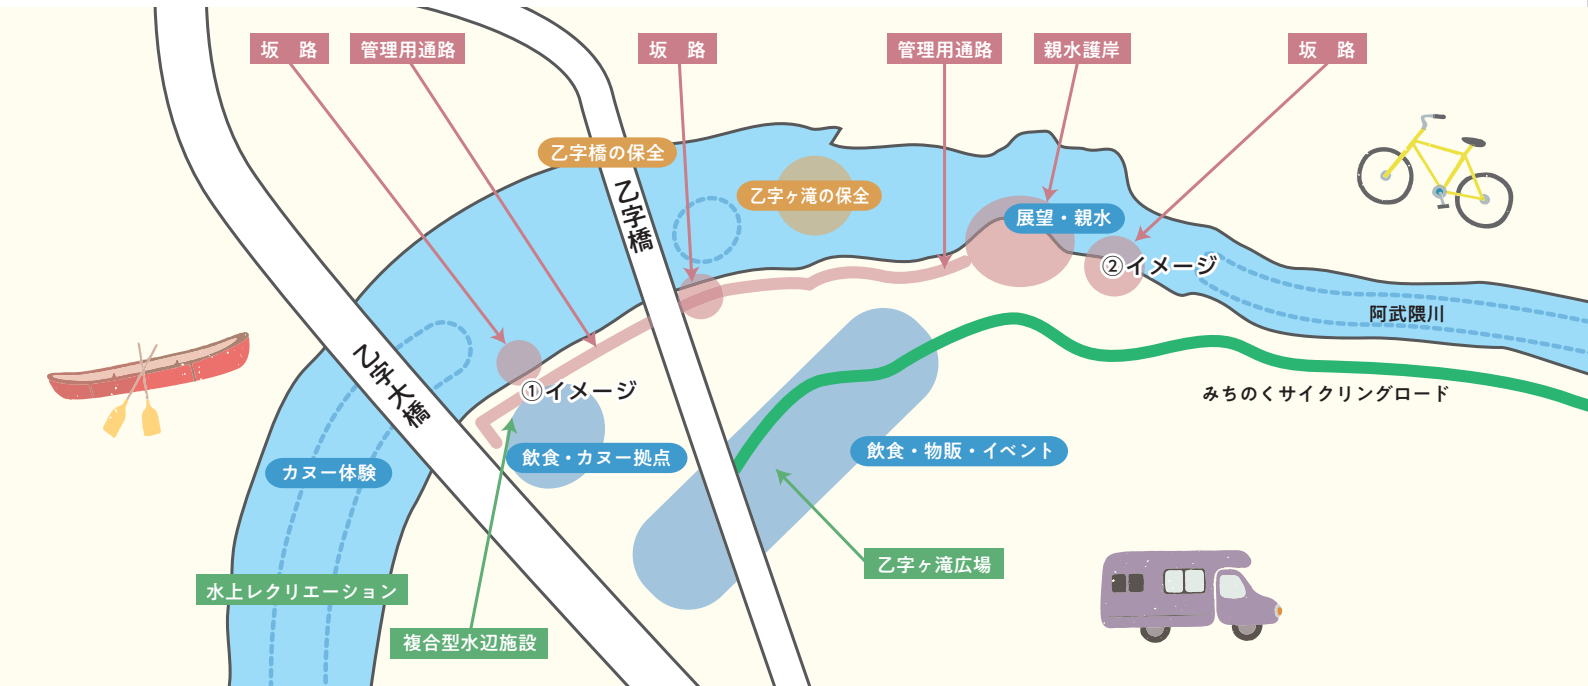 坂　路
管理用通路
坂　路
管理用通路
親水護岸
坂　路
乙字橋の保全
乙字橋
乙字ヶ滝の保全
展望・親水
②イメージ
阿武隈川
乙字大橋
①イメージ
みちのくサイクリングロード
カヌー体験
飲食・カヌー拠点
飲食・物販・イベント
乙字ヶ滝広場
水上レクリエーション
複合型水辺施設